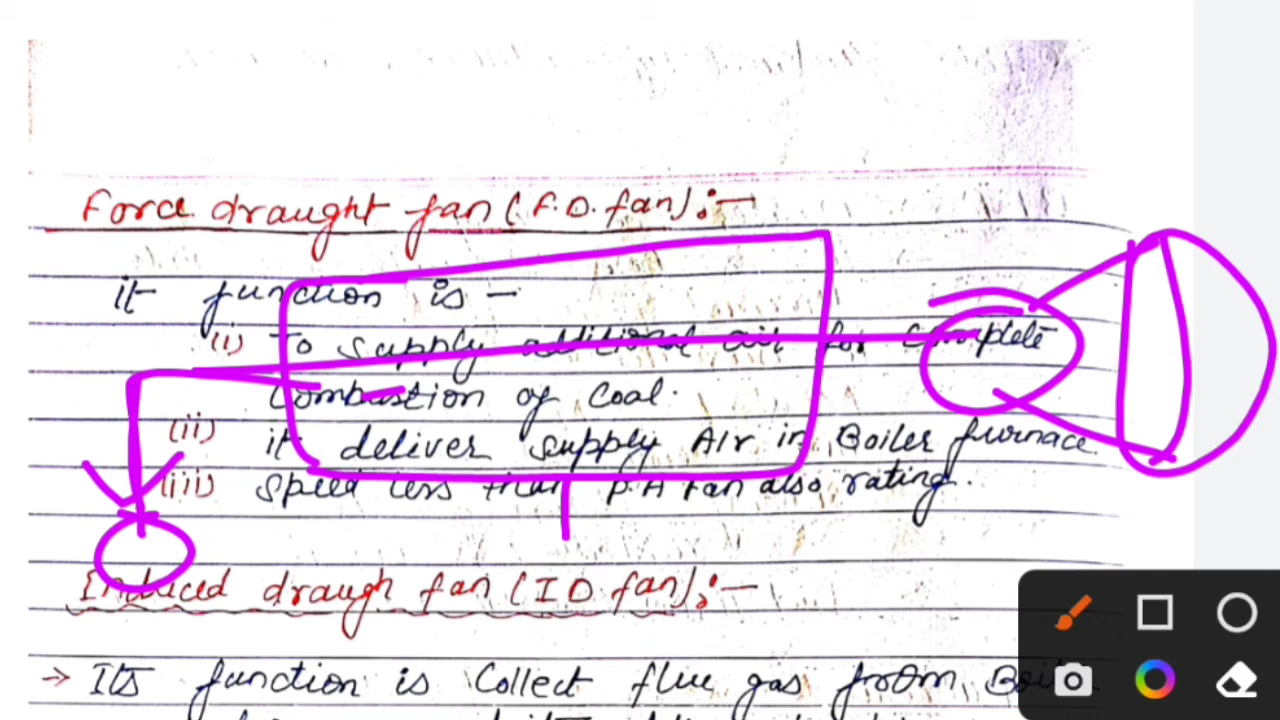 Force draught fan (F.D. fan):-
it function is -
(i) To supply additional air for complete
Combustion of Coal.
(ii) it deliver supply Air in Boiler furnace.
(iii) Speed less than P.A Fan also rating.
Induced draugh fan (I D. fan):-
→ Its function is Collect flue gas from